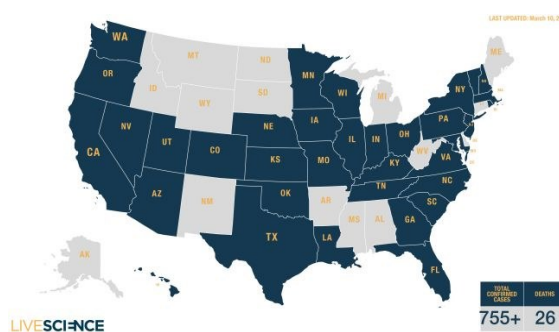 LAST UPDATED: March 10, 2
WA
MT
ND
ME
OR
ID
SD
MN
WI
MI
NY
WY
NE
IA
PA
NV
UT
CO
IL
IN
OH
WV
VA
CA
KS
MO
KY
NC
AZ
NM
OK
AR
TN
SC
TX
LA
MS
AL
GA
FL
AK
TOTAL CONFIRMED CASES
DEATHS
755+
26
LIVESCIENCE